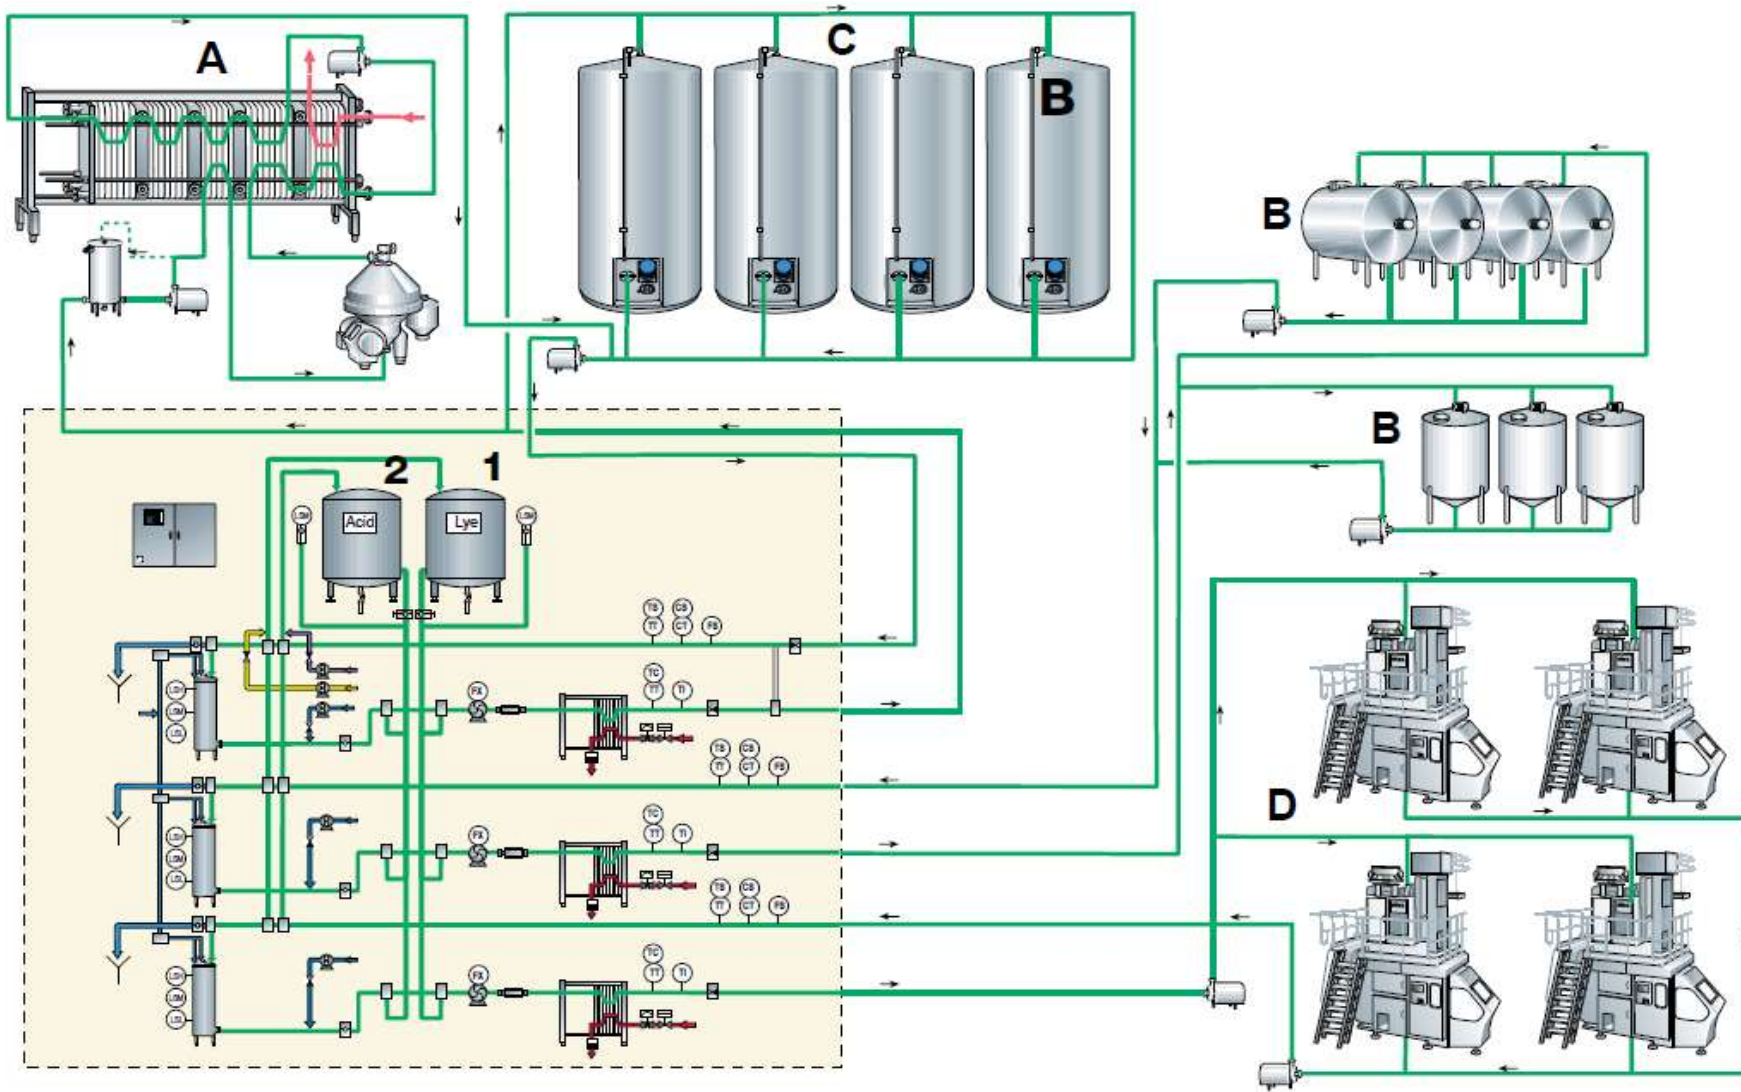 A
C
B
B
B
2
1
LSM
Acid
Lye
LSM
TS CS
TT CT FS
TC
LSH
FX
TT TI
LSM
LSL
TS CS
TT CT FS
D
TC
LSH
FX
TT TI
LSM
LSL
TS CS
TT CT FS
TC
LSH
FX
TT TI
LSM
LSL